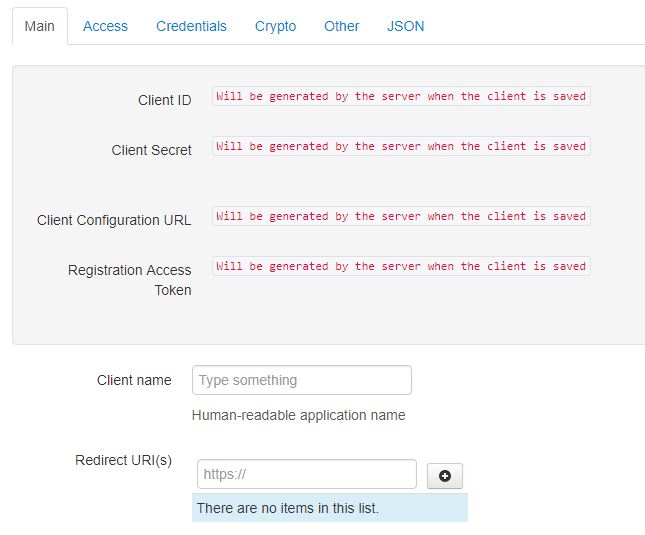 Main Access Credentials Crypto Other JSON
Client ID Will be generated by the server when the client is saved
Client Secret Will be generated by the server when the client is saved
Client Configuration URL Will be generated by the server when the client is saved
Registration Access Will be generated by the server when the client is saved
Token
Client name Type something
Human-readable application name
Redirect URI(s)
https://
There are no items in this list.